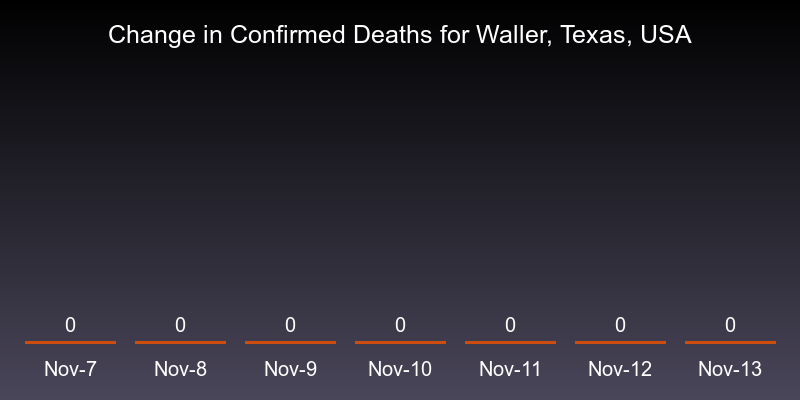 Change in Confirmed Deaths for Waller, Texas, USA
0 0 0 0 0 0 0
Nov-7 Nov-8 Nov-9 Nov-10 Nov-11 Nov-12 Nov-13